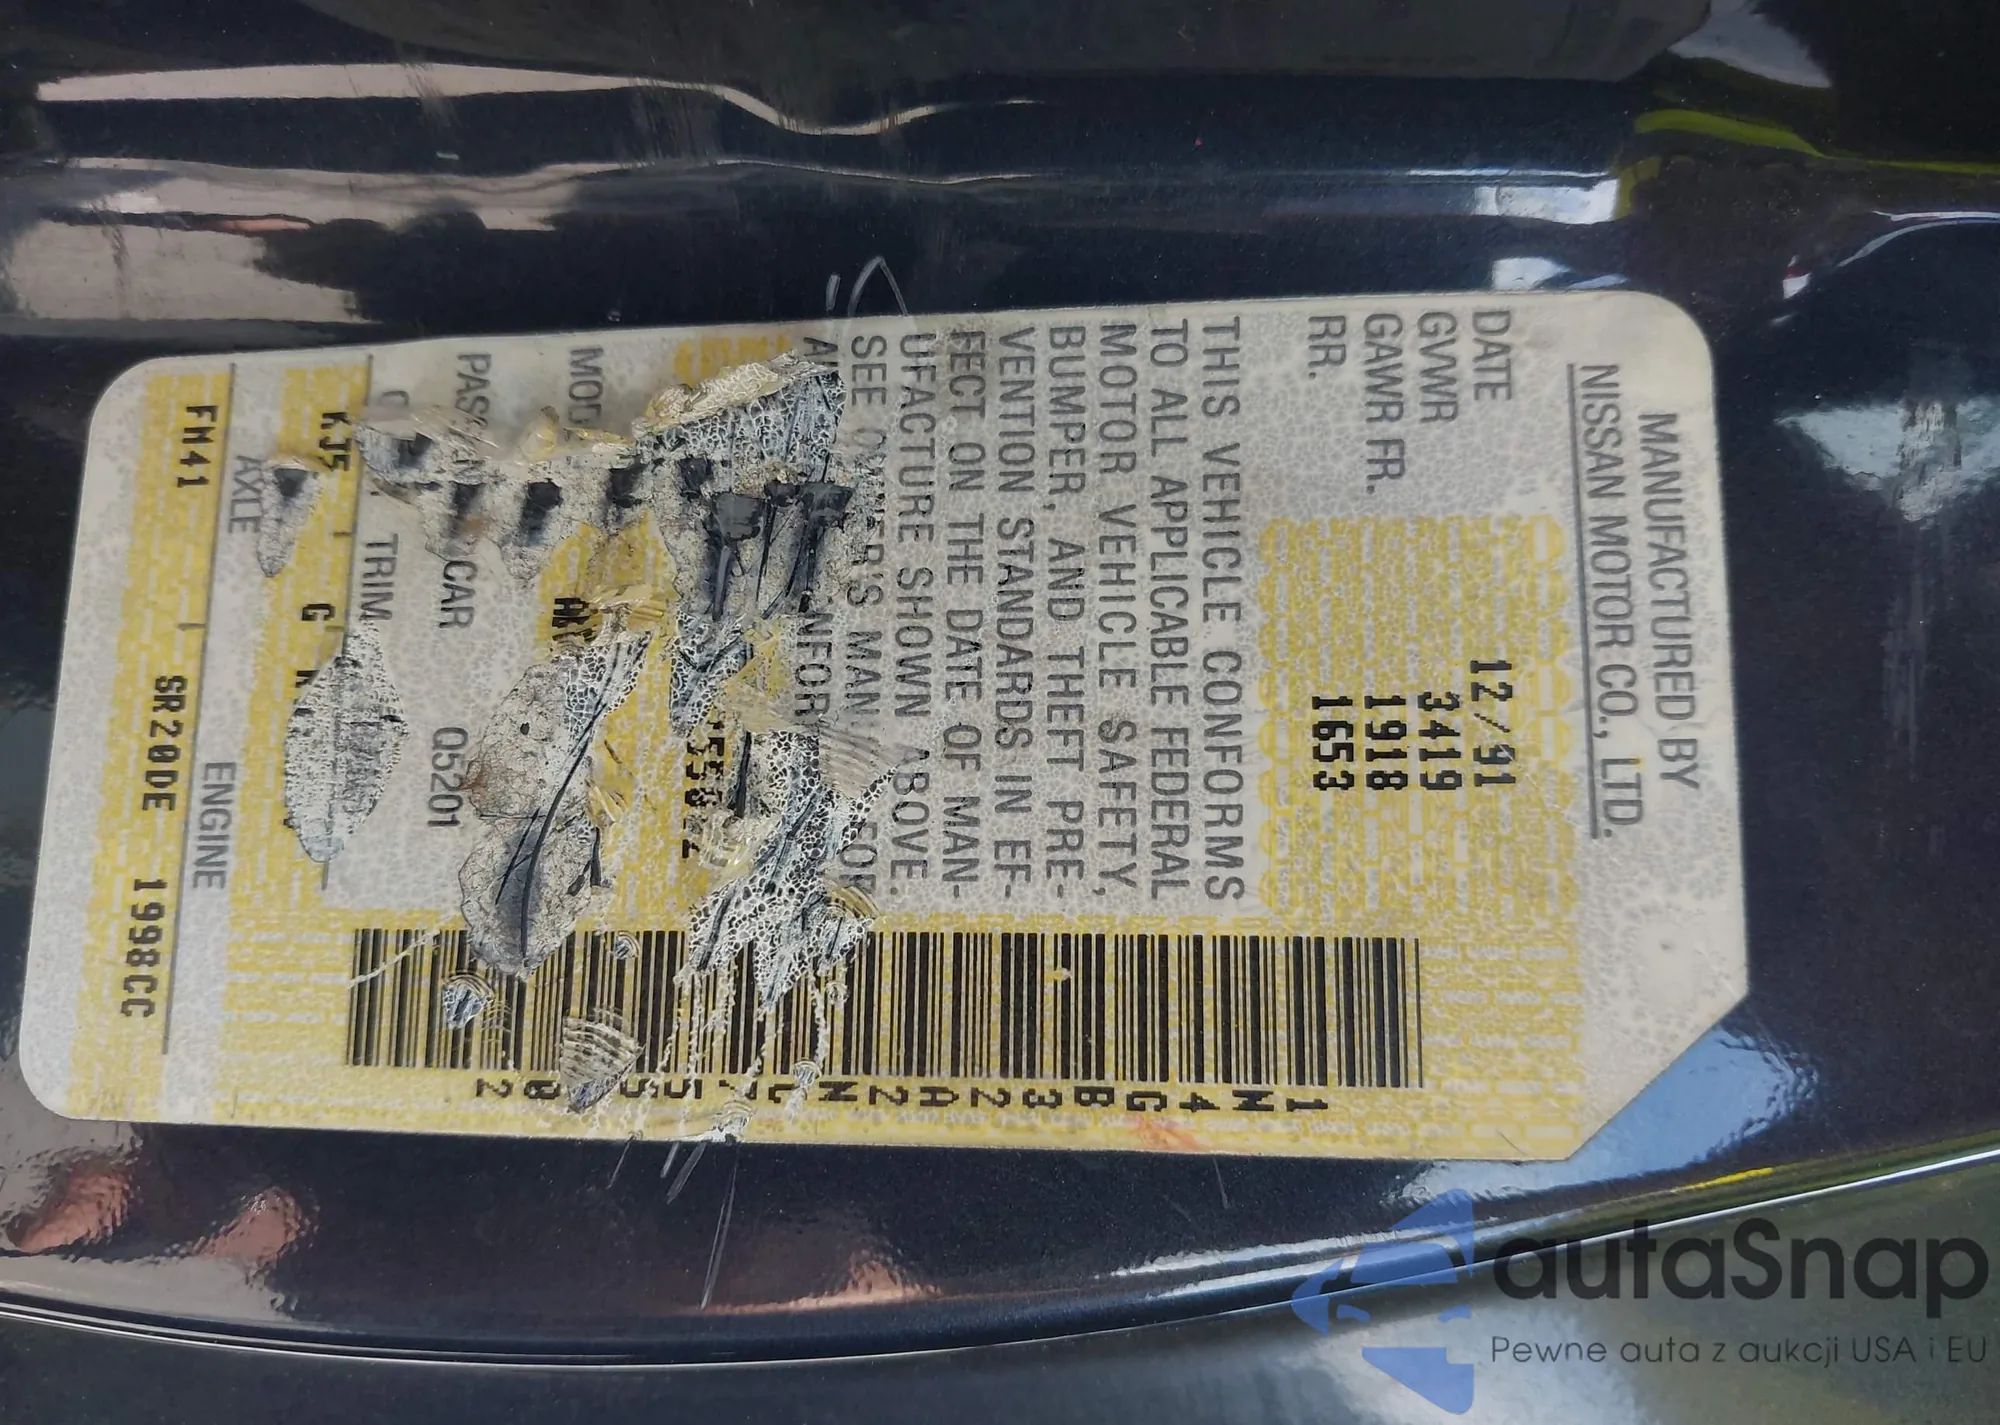 MANUFACTURED BY
NISSAN MOTOR CO., LTD.
DATE 12/91
GVWR 3419
GAWR FR. 1918
RR. 1653
THIS VEHICLE CONFORMS
TO ALL APPLICABLE FEDERAL
MOTOR VEHICLE SAFETY,
BUMPER, AND THEFT PRE-
VENTION STANDARDS IN EF-
FECT ON THE DATE OF MAN-
UFACTURE SHOWN ABOVE.
SEE OWNER'S MAN
CAR Q5201
TRIM
KJ5 G
AXLE ENGINE
FM41 SR20DE 1998CC
autaSnap
Pewne auta z aukcji USA i EU